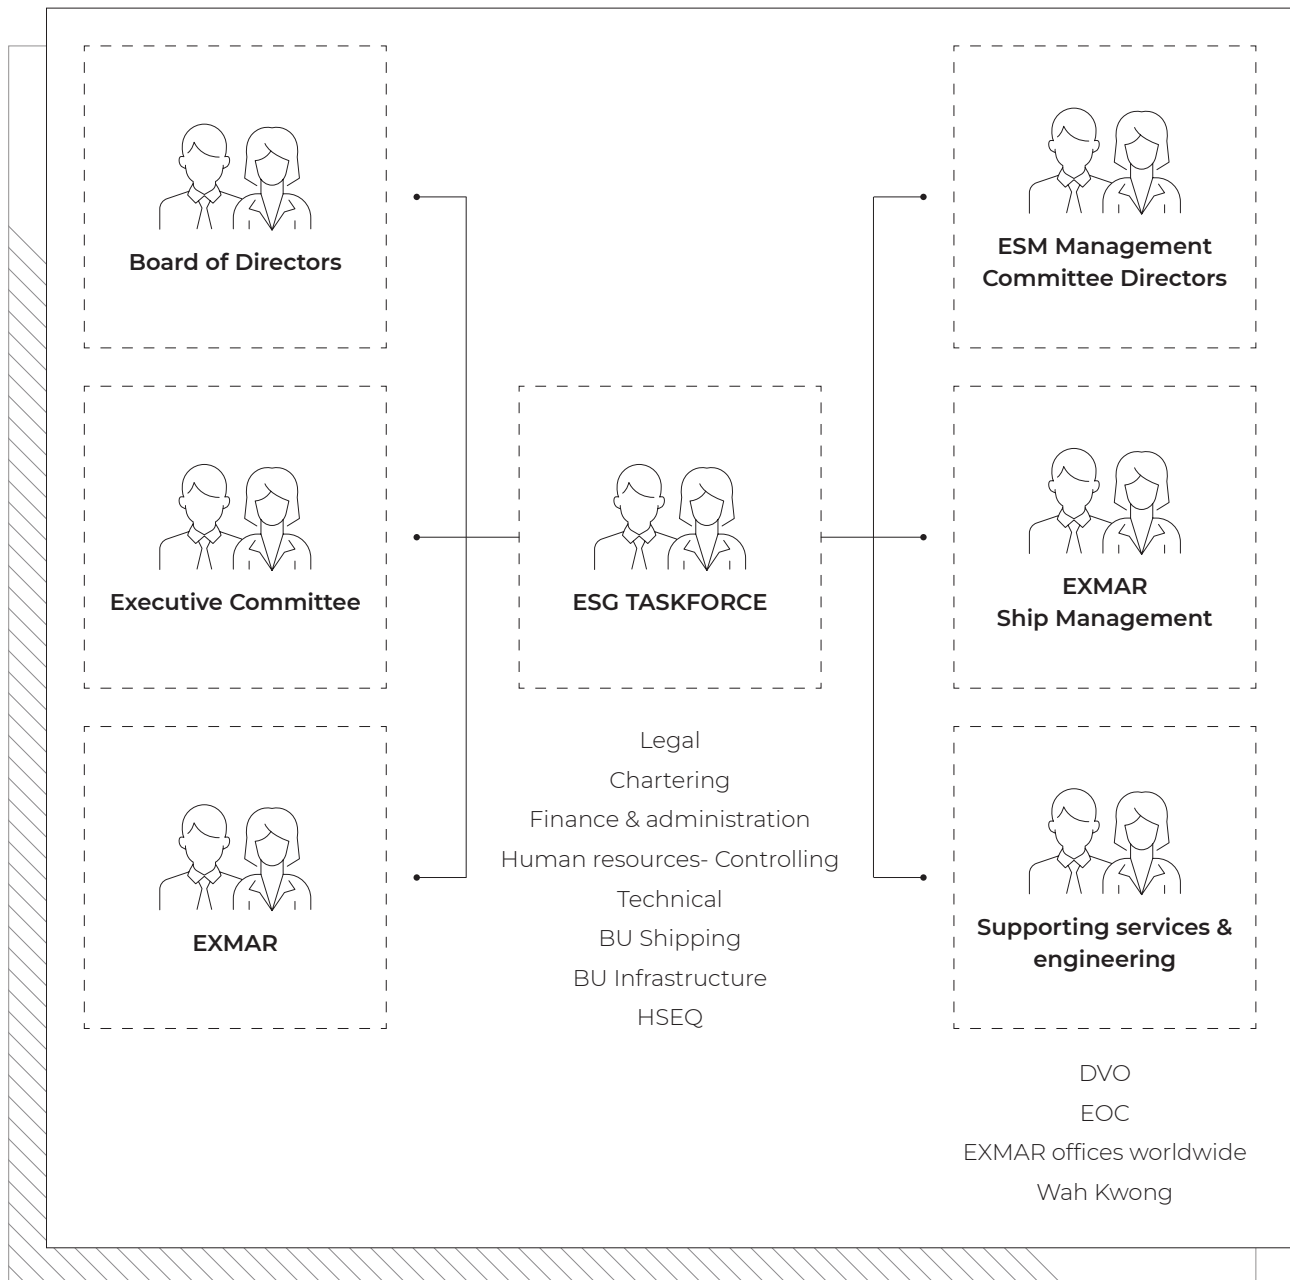 Board of Directors
ESM Management
Committee Directors
Executive Committee
ESG TASKFORCE
EXMAR
Ship Management
EXMAR
Legal
Chartering
Finance & administration
Human resources- Controlling
Technical
BU Shipping
BU Infrastructure
HSEQ
Supporting services &
engineering
DVO
EOC
EXMAR offices worldwide
Wah Kwong